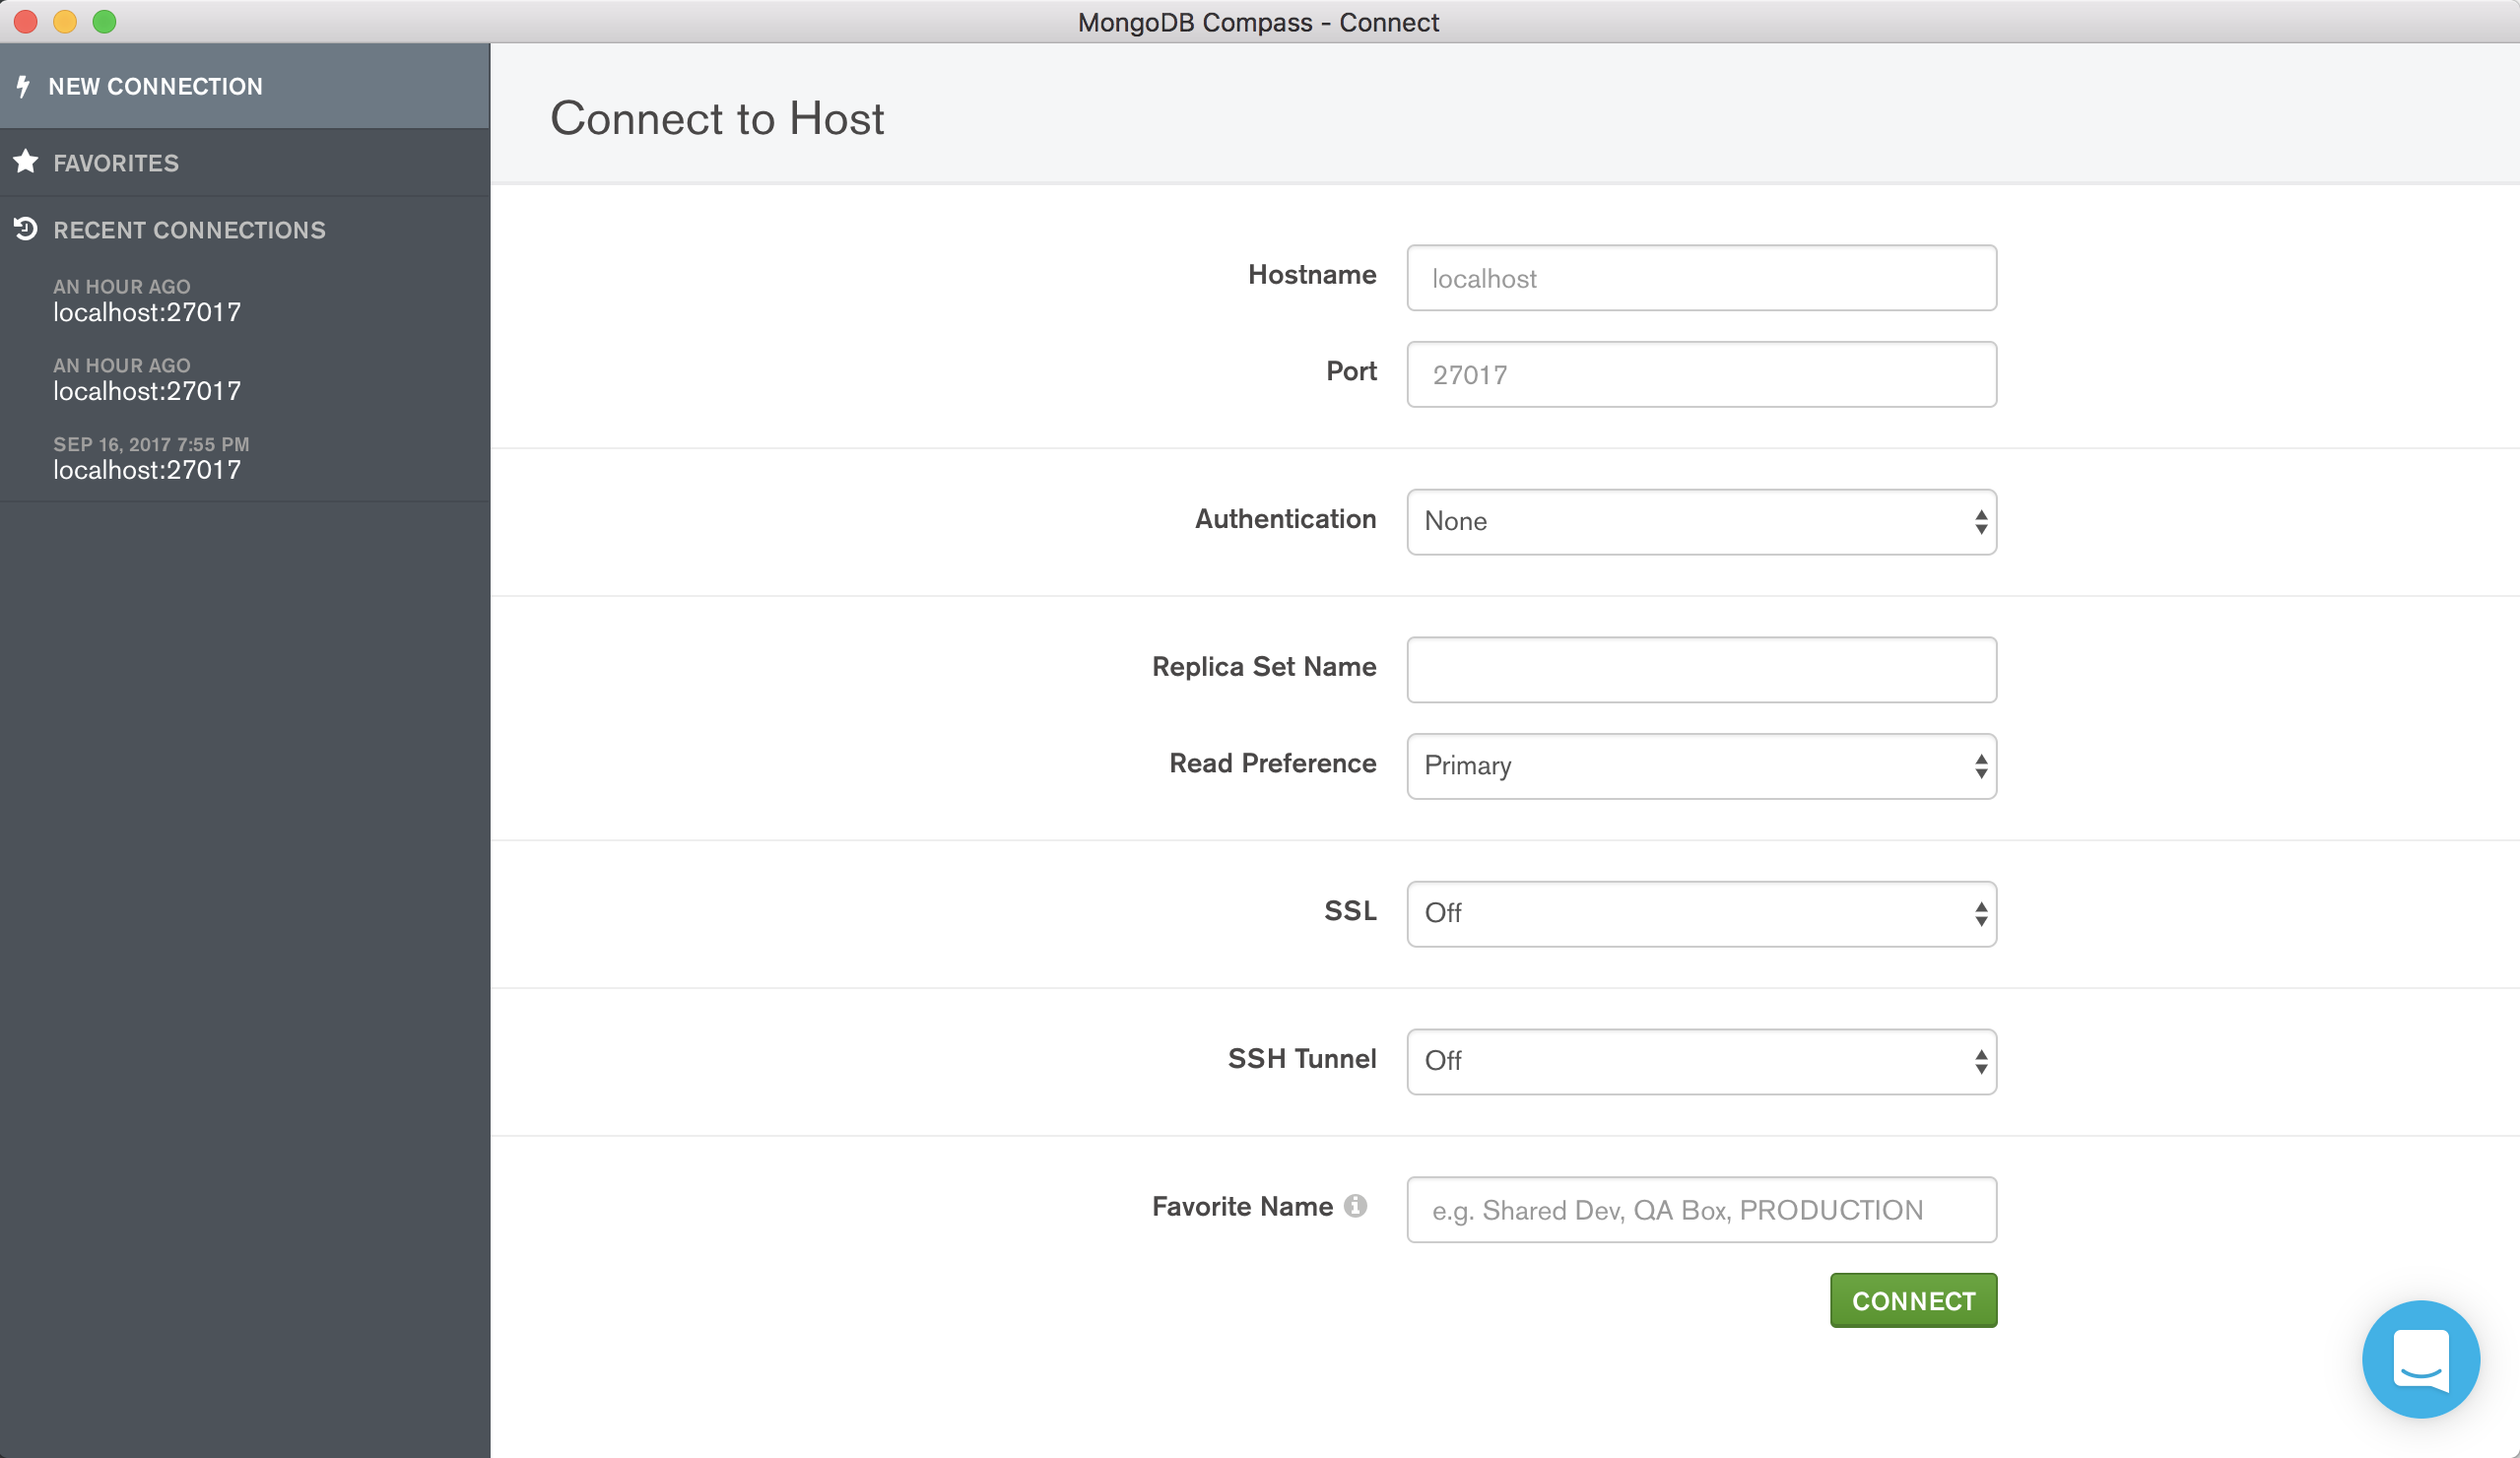 MongoDB Compass - Connect
NEW CONNECTION
FAVORITES
RECENT CONNECTIONS
AN HOUR AGO
localhost:27017
AN HOUR AGO
localhost:27017
SEP 16, 2017 7:55 PM
localhost:27017
Connect to Host
Hostname localhost
Port 27017
Authentication None
Replica Set Name
Read Preference Primary
SSL Off
SSH Tunnel Off
Favorite Name e.g. Shared Dev, QA Box, PRODUCTION
CONNECT